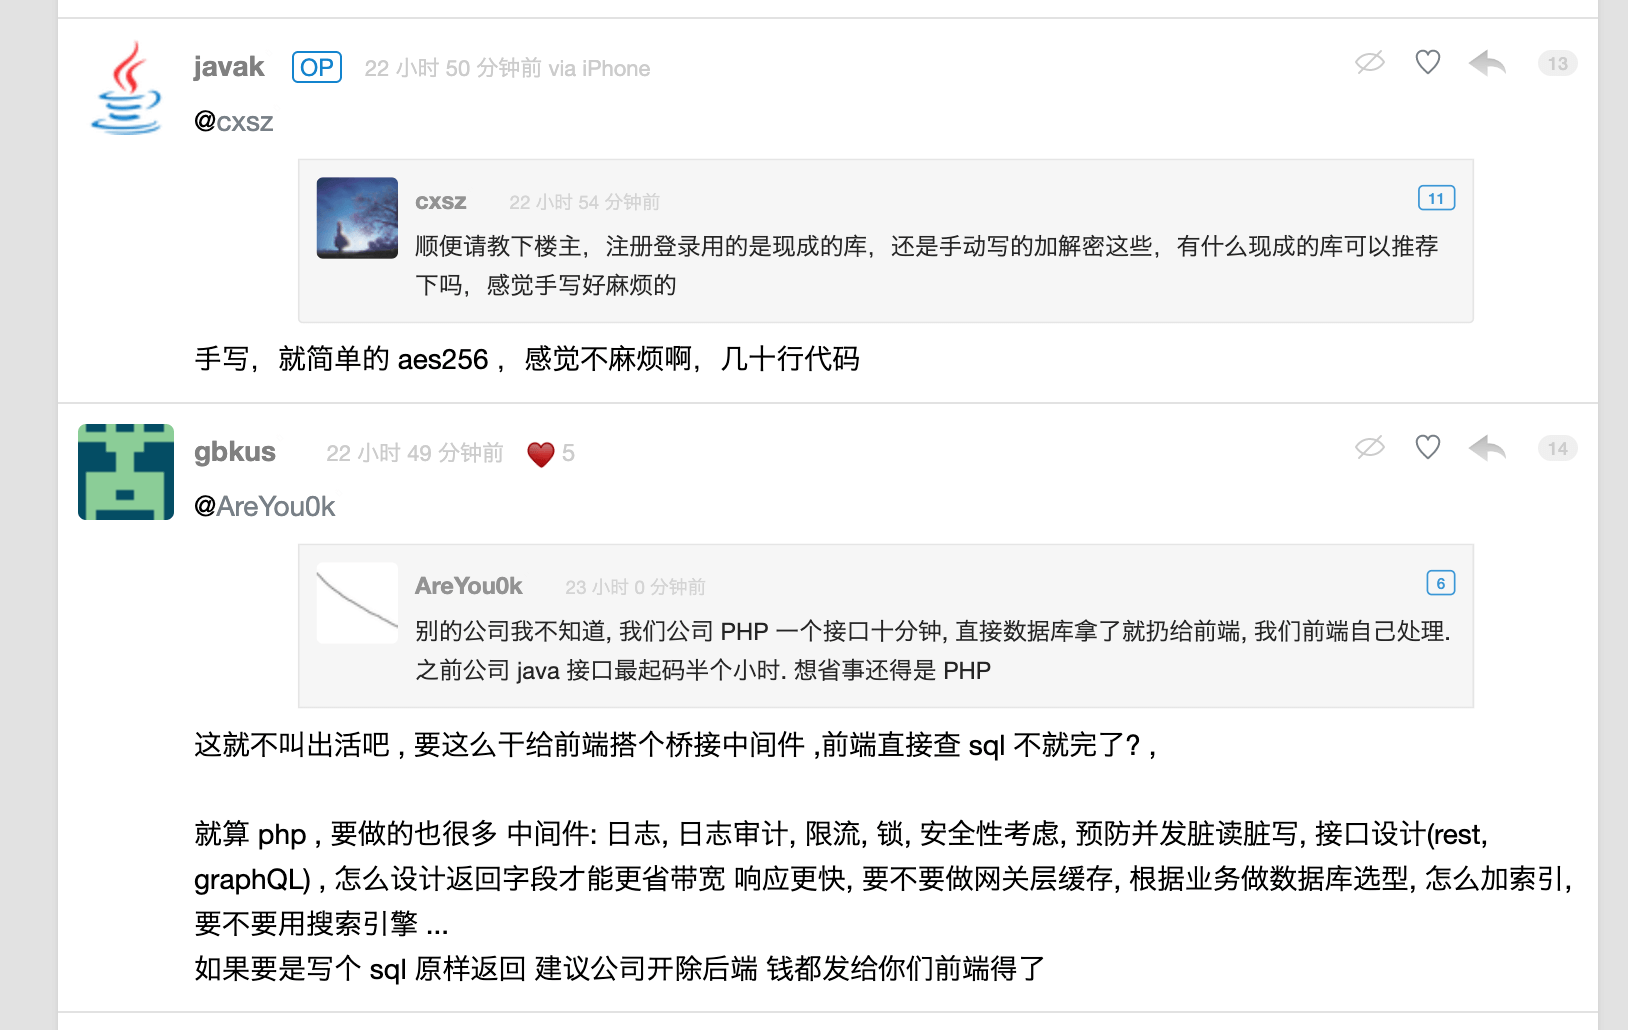 javak OP 22 小时 50 分钟前 via iPhone 13
@cxsz
cxsz 22 小时 54 分钟前 11
顺便请教下楼主，注册登录用的是现成的库，还是手动写的加解密这些，有什么现成的库可以推荐
下吗，感觉手写好麻烦的
手写，就简单的 aes256 ，感觉不麻烦啊，几十行代码
gbkus 22 小时 49 分钟前 ❤️ 5 14
@AreYou0k
AreYou0k 23 小时 0 分钟前 6
别的公司我不知道, 我们公司 PHP 一个接口十分钟, 直接数据库拿了就扔给前端, 我们前端自己处理.
之前公司 java 接口最起码半个小时. 想省事还得是 PHP
这就不叫出活吧 , 要这么干给前端搭个桥接中间件 ,前端直接查 sql 不就完了? ,
就算 php , 要做的也很多 中间件: 日志, 日志审计, 限流, 锁, 安全性考虑, 预防并发脏读脏写, 接口设计(rest,
graphQL) , 怎么设计返回字段才能更省带宽 响应更快, 要不要做网关层缓存, 根据业务做数据库选型, 怎么加索引,
要不要用搜索引擎 ...
如果要是写个 sql 原样返回 建议公司开除后端 钱都发给你们前端得了